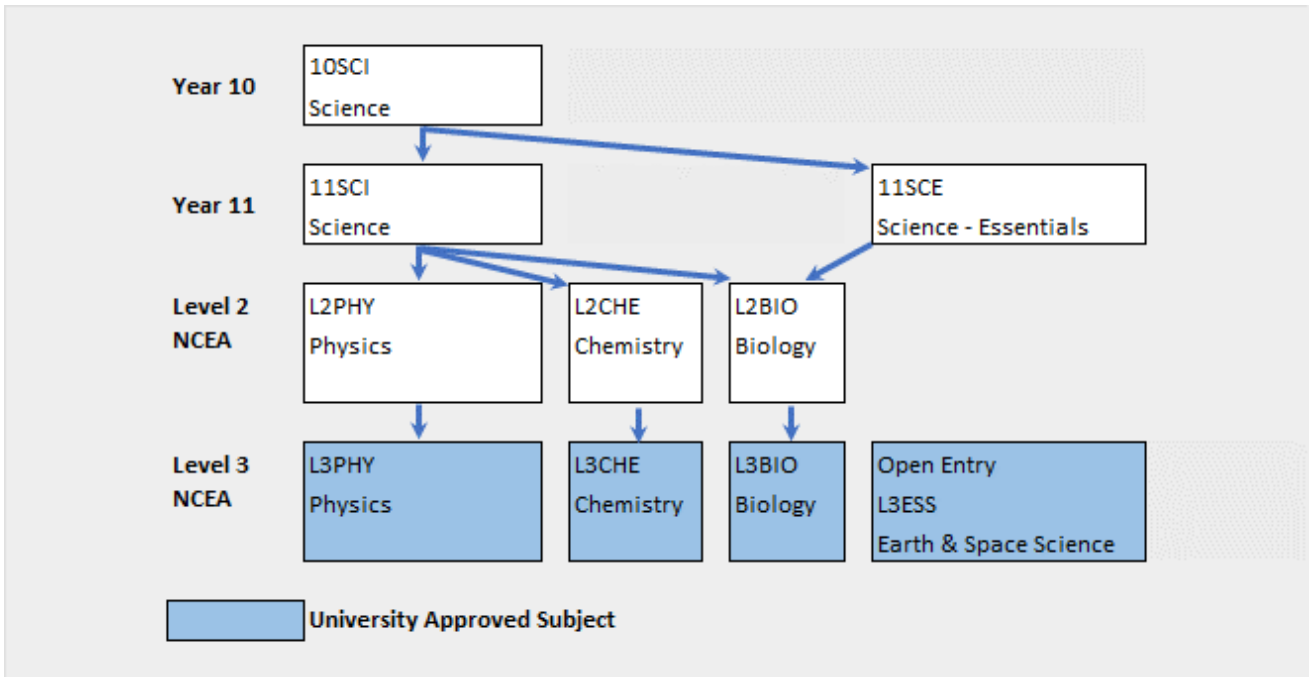 Year 10
10SCI
Science
Year 11
11SCI
Science
11SCE
Science - Essentials
Level 2
NCEA
L2PHY
Physics
L2CHE
Chemistry
L2BIO
Biology
Level 3
NCEA
L3PHY
Physics
L3CHE
Chemistry
L3BIO
Biology
Open Entry
L3ESS
Earth & Space Science
University Approved Subject